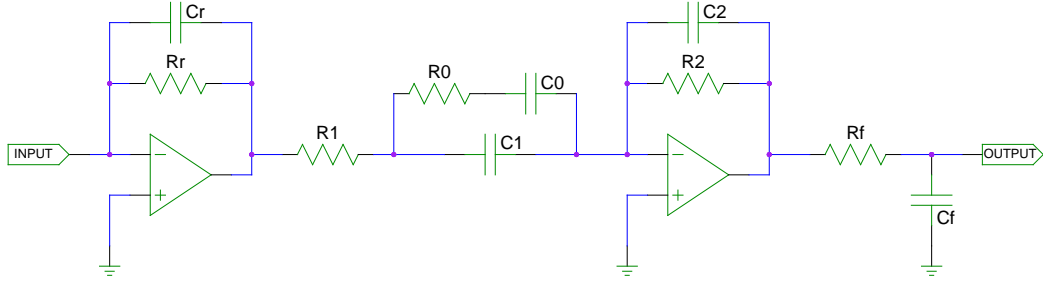 Cr
C2
Rr
R0
C0
R2
R1
C1
Rf
INPUT
−
+
−
+
OUTPUT
Cf